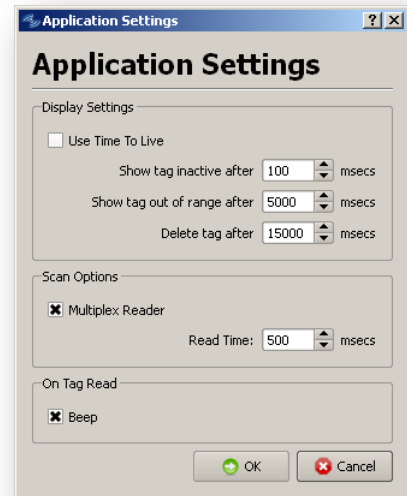 Application Settings
Application Settings
Display Settings
Use Time To Live
Show tag inactive after 100 msecs
Show tag out of range after 5000 msecs
Delete tag after 15000 msecs
Scan Options
Multiplex Reader
Read Time: 500 msecs
On Tag Read
Beep
OK Cancel